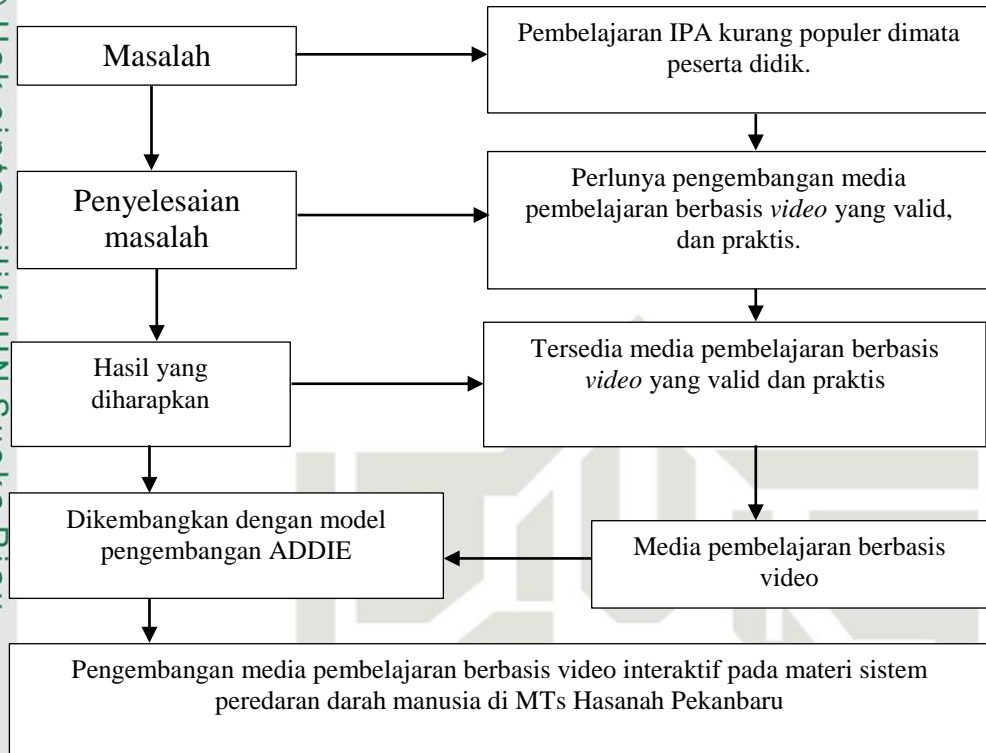 Masalah
Pembelajaran IPA kurang populer dimata
peserta didik.
Penyelesaian
masalah
Perlunya pengembangan media
pembelajaran berbasis video yang valid,
dan praktis.
Hasil yang
diharapkan
Tersedia media pembelajaran berbasis
video yang valid dan praktis
Dikembangkan dengan model
pengembangan ADDIE
Media pembelajaran berbasis
video
Pengembangan media pembelajaran berbasis video interaktif pada materi sistem
peredaran darah manusia di MTs Hasanah Pekanbaru